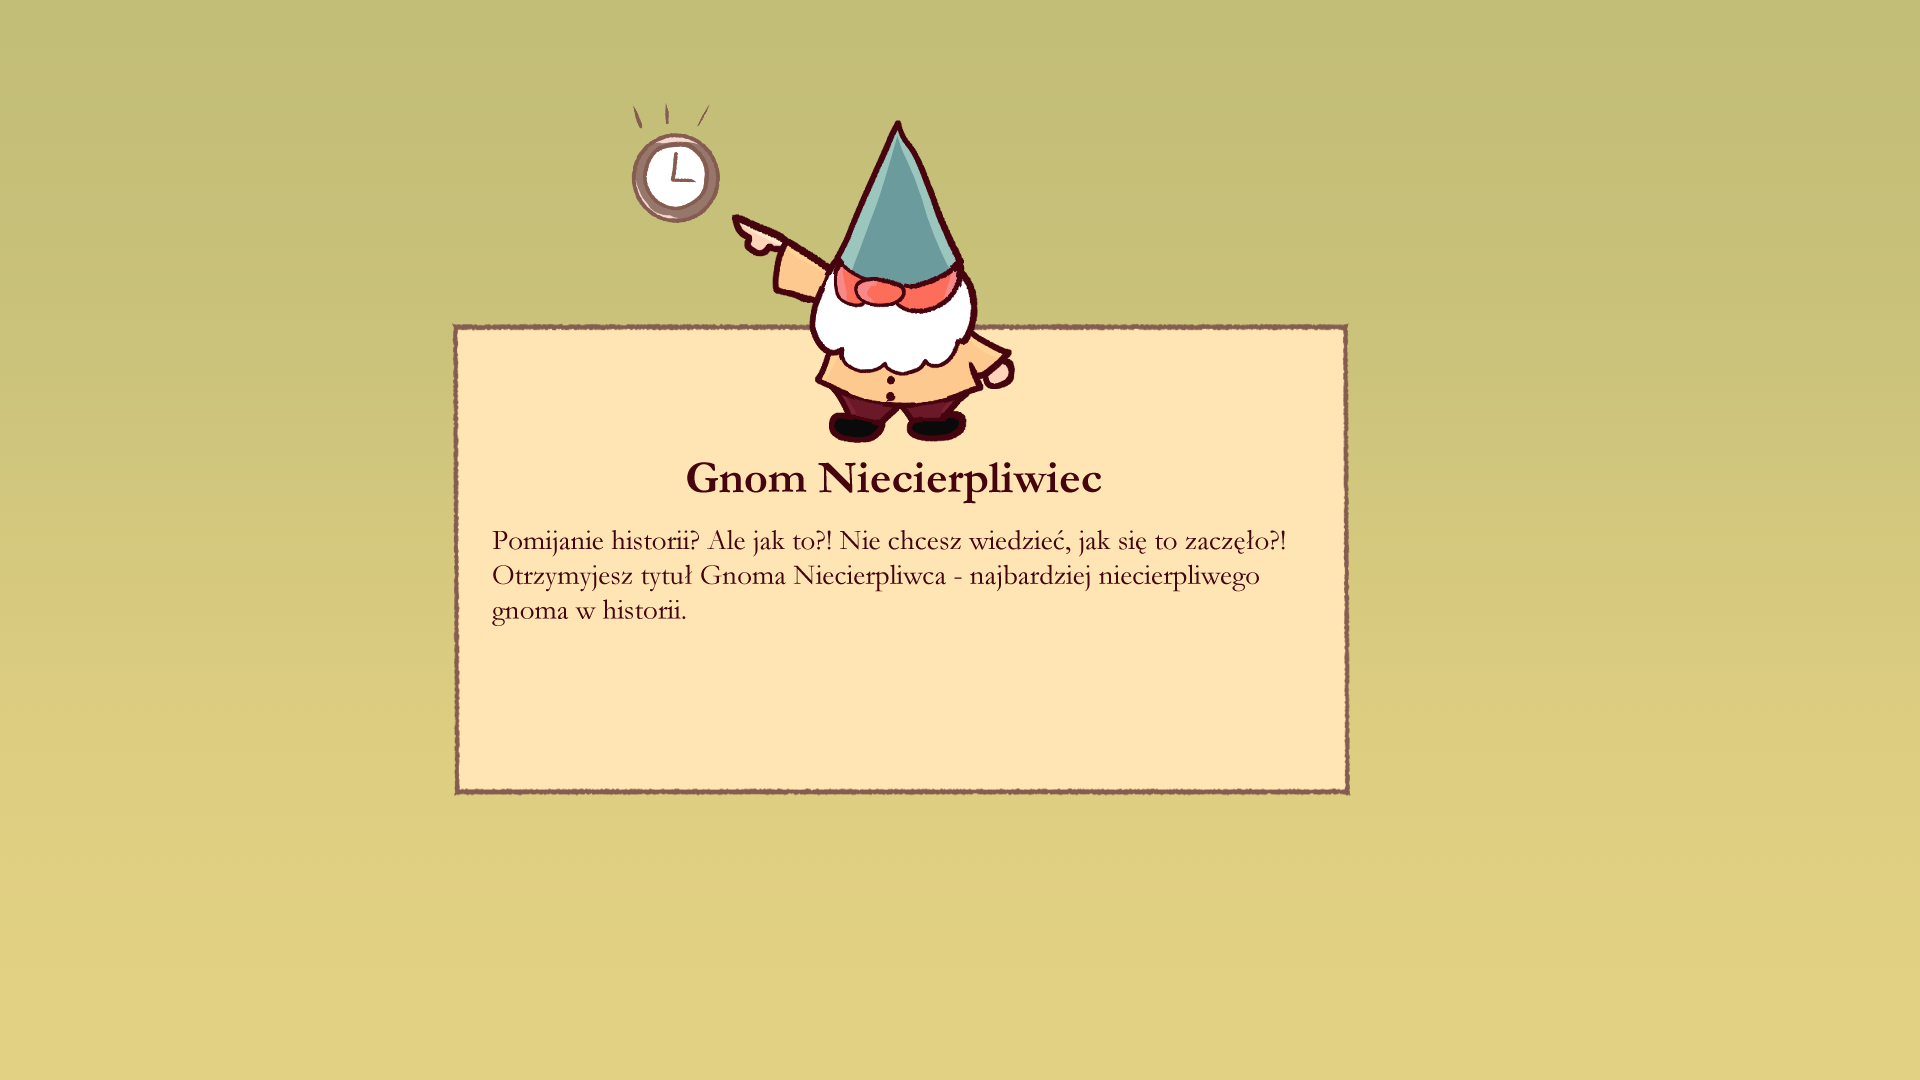 Gnom Niecierpliwiec
Pomijanie historii? Ale jak to?! Nie chcesz wiedzieć, jak się to zaczęło?!
Otrzymyjesz tytuł Gnoma Niecierpliwca - najbardziej niecierpliwego
gnoma w historii.